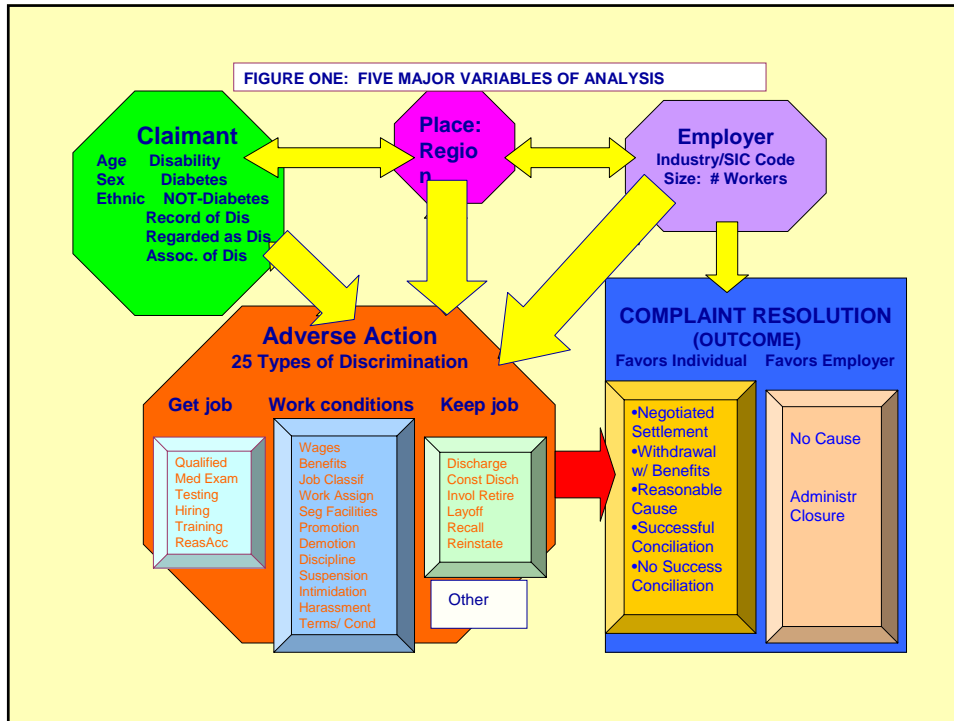 FIGURE ONE: FIVE MAJOR VARIABLES OF ANALYSIS
Claimant
Age Disability
Sex Diabetes
Ethnic NOT-Diabetes
Record of Dis
Regarded as Dis
Assoc. of Dis
Place:
Regio
n
Employer
Industry/SIC Code
Size: # Workers
Adverse Action
25 Types of Discrimination
Get job Work conditions Keep job
Qualified
Med Exam
Testing
Hiring
Training
ReasAcc
Wages
Benefits
Job Classif
Work Assign
Seg Facilities
Promotion
Demotion
Discipline
Suspension
Intimidation
Harassment
Terms/ Cond
Discharge
Const Disch
Invol Retire
Layoff
Recall
Reinstate
Other
COMPLAINT RESOLUTION
(OUTCOME)
Favors Individual Favors Employer
•Negotiated
Settlement
•Withdrawal
w/ Benefits
•Reasonable
Cause
•Successful
Conciliation
•No Success
Conciliation
No Cause
Administr
Closure